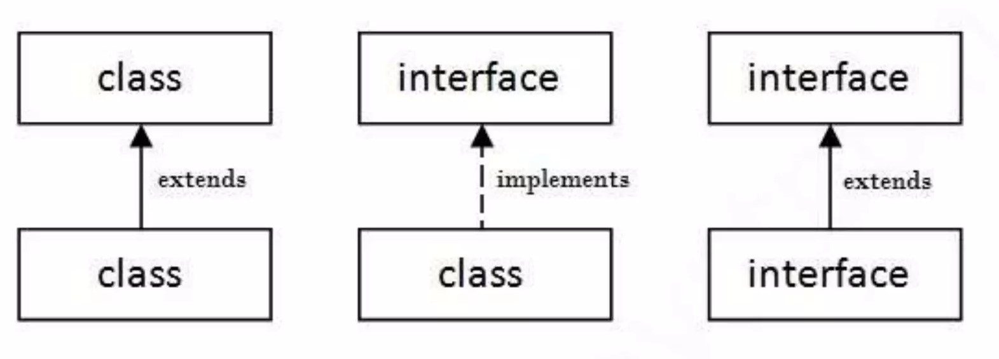 class
interface
interface
extends
implements
extends
class
class
interface